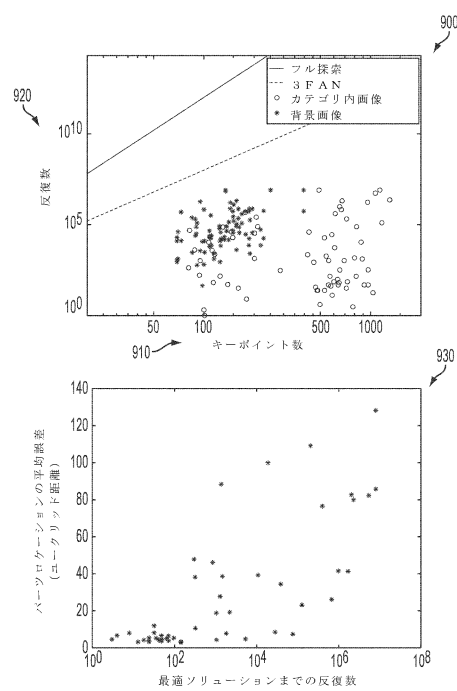 900
920
フル探索
3FAN
カテゴリ内画像
背景画像
反復数
10^10
10^5
10^0
50 100 500 1000
910
キーポイント数
930
パーツロケーションの平均誤差
(ユークリッド距離)
140
120
100
80
60
40
20
0
10^0 10^2 10^4 10^6 10^8
最適ソリューションまでの反復数